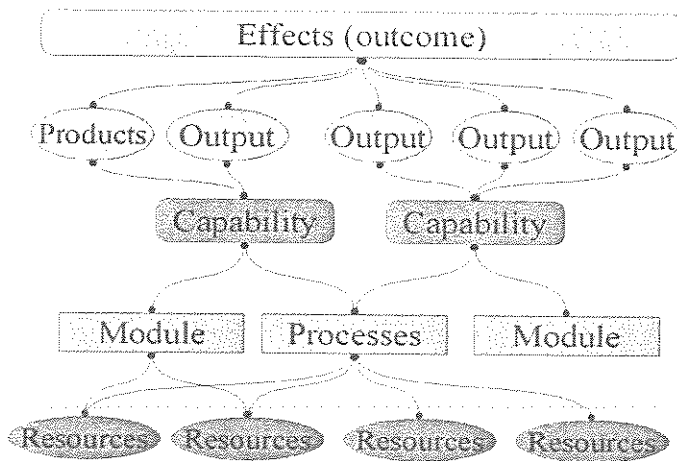 Effects (outcome)
Products Output Output Output Output
Capability Capability
Module Processes Module
Resources Resources Resources Resources